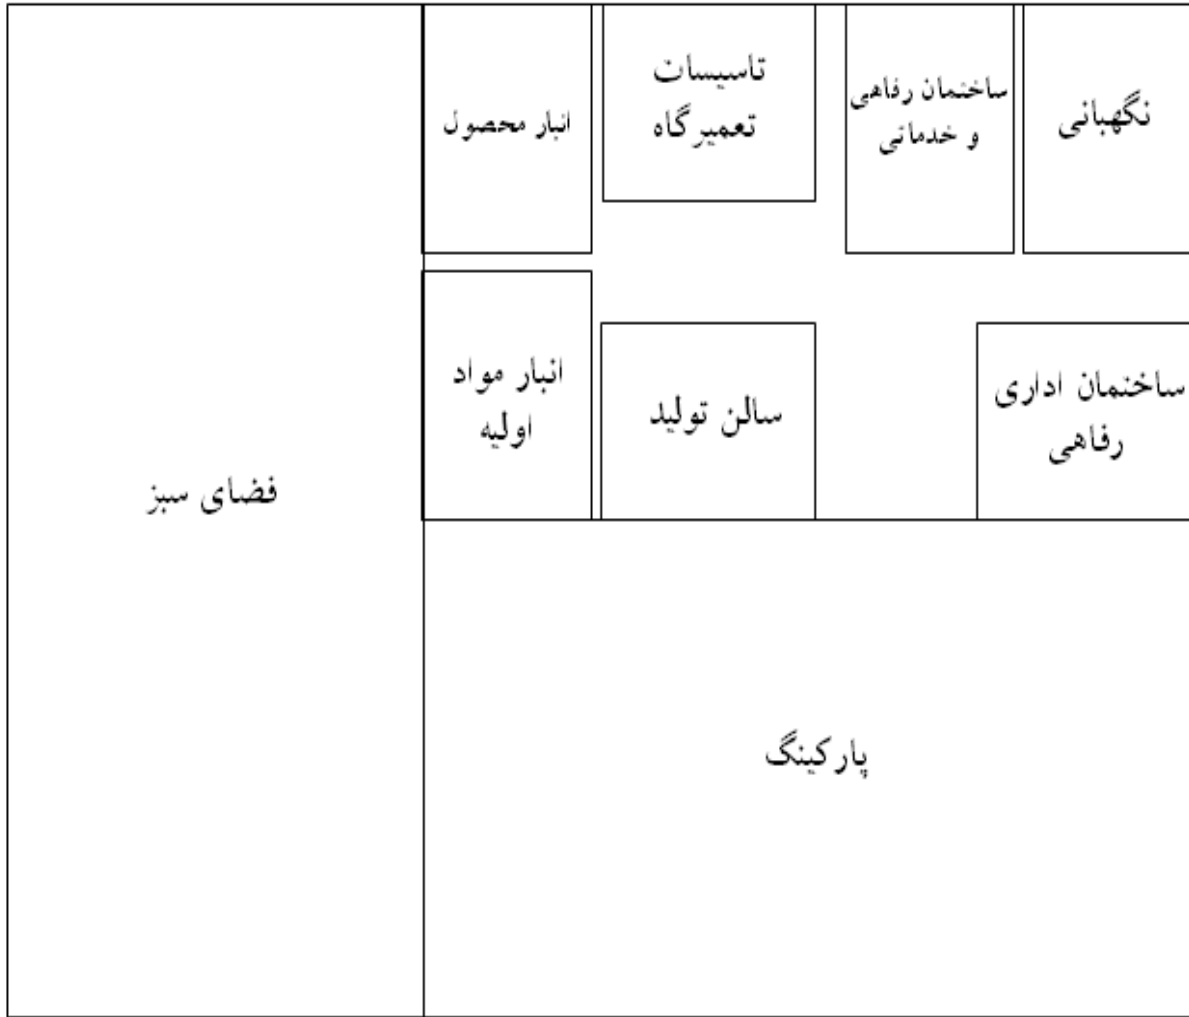 نگهبانی
ساختمان رفاهی
و خدماتی
تاسیسات
تعمیرگاه
انبار محصول
ساختمان اداری
رفاهی
سالن تولید
انبار مواد
اولیه
فضای سبز
پارکینگ